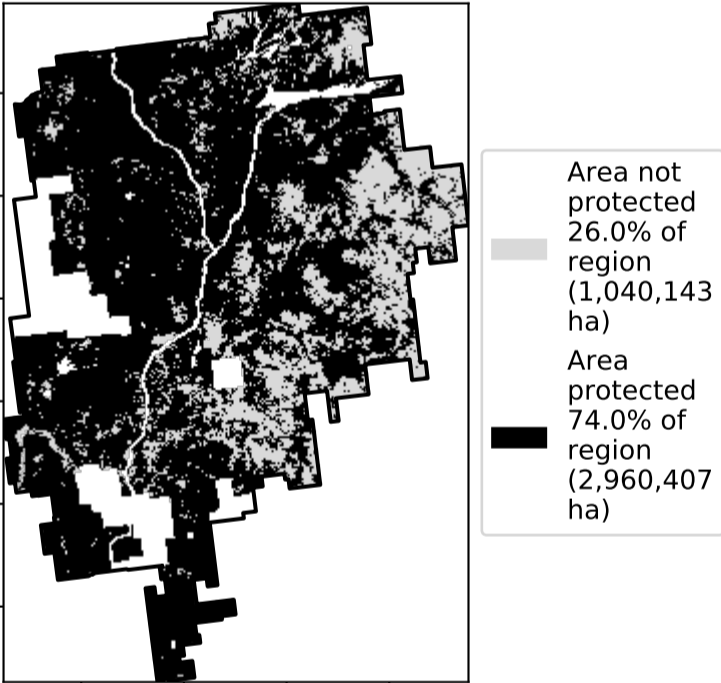 Area not
protected
26.0% of
region
(1,040,143
ha)
Area
protected
74.0% of
region
(2,960,407
ha)